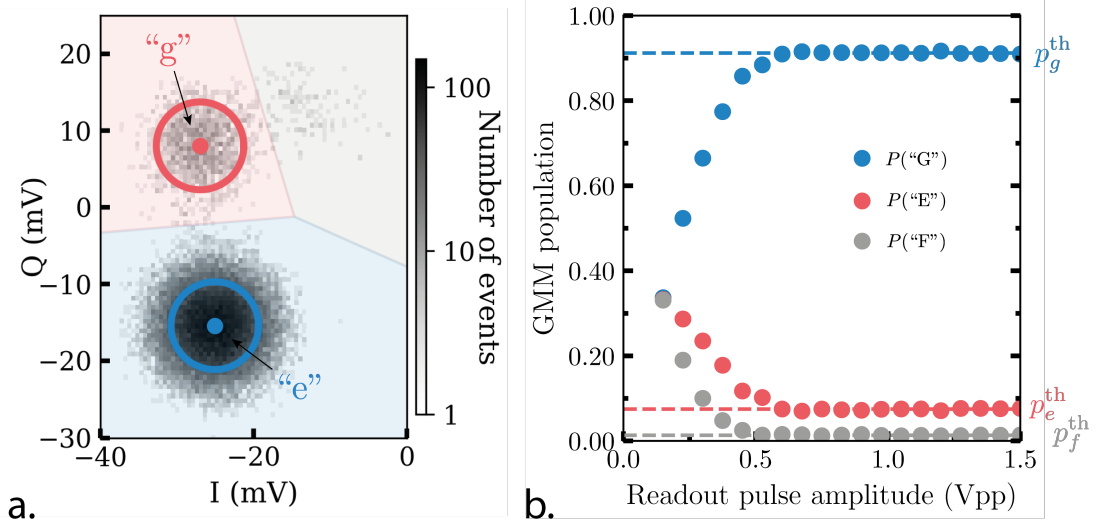 20
10
0
−10
−20
−30
Q (mV)
−40
−20
0
I (mV)
“g”
“e”
100
10
1
Number of events
a.
1.00
0.80
0.60
0.40
0.20
0.00
GMM population
0.0
0.5
1.0
1.5
Readout pulse amplitude (Vpp)
P(“G”)
P(“E”)
P(“F”)
p_g^th
p_e^th
p_f^th
b.